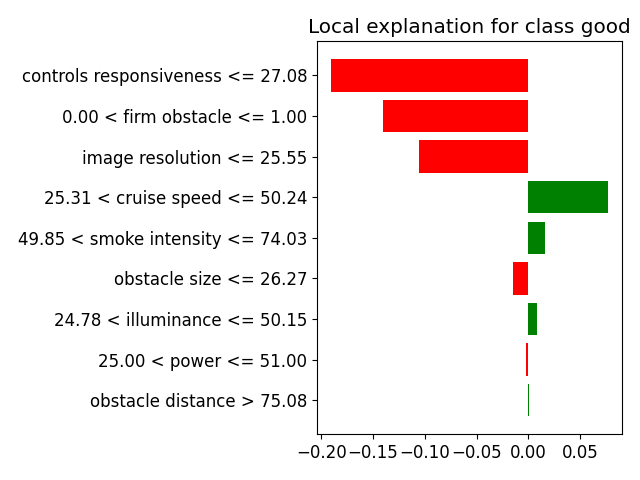 Local explanation for class good
controls responsiveness <= 27.08
0.00 < firm obstacle <= 1.00
image resolution <= 25.55
25.31 < cruise speed <= 50.24
49.85 < smoke intensity <= 74.03
obstacle size <= 26.27
24.78 < illuminance <= 50.15
25.00 < power <= 51.00
obstacle distance > 75.08
−0.20 −0.15 −0.10 −0.05 0.00 0.05